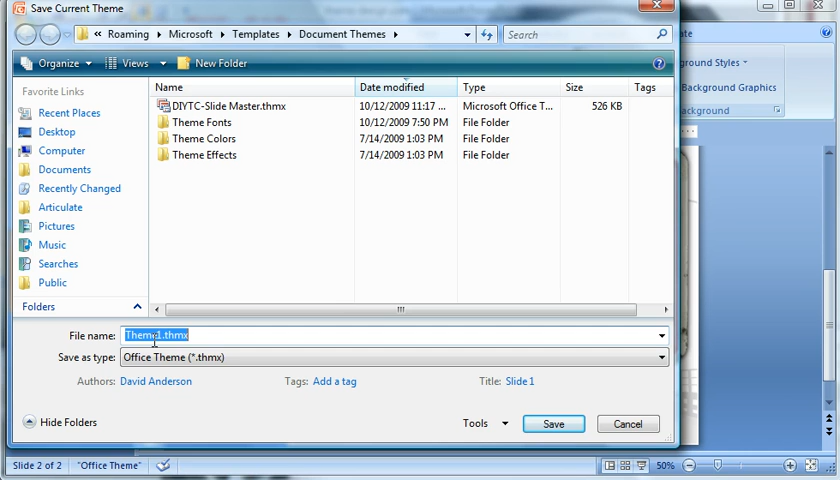 Save Current Theme
« Roaming Microsoft Templates Document Themes Search
Organize Views New Folder
Favorite Links
Recent Places
Desktop
Computer
Documents
Recently Changed
Articulate
Pictures
Music
Searches
Public
Folders
Name Date modified Type Size Tags
DIYTC-Slide Master.thmx 10/12/2009 11:17 ... Microsoft Office T... 526 KB
Theme Fonts 10/12/2009 7:50 PM File Folder
Theme Colors 7/14/2009 1:03 PM File Folder
Theme Effects 7/14/2009 1:03 PM File Folder
File name: Theme1.thmx
Save as type: Office Theme (*.thmx)
Authors: David Anderson Tags: Add a tag Title: Slide 1
Hide Folders Tools Save Cancel
ground Styles
Background Graphics
ackground
Slide 2 of 2 "Office Theme" 50%